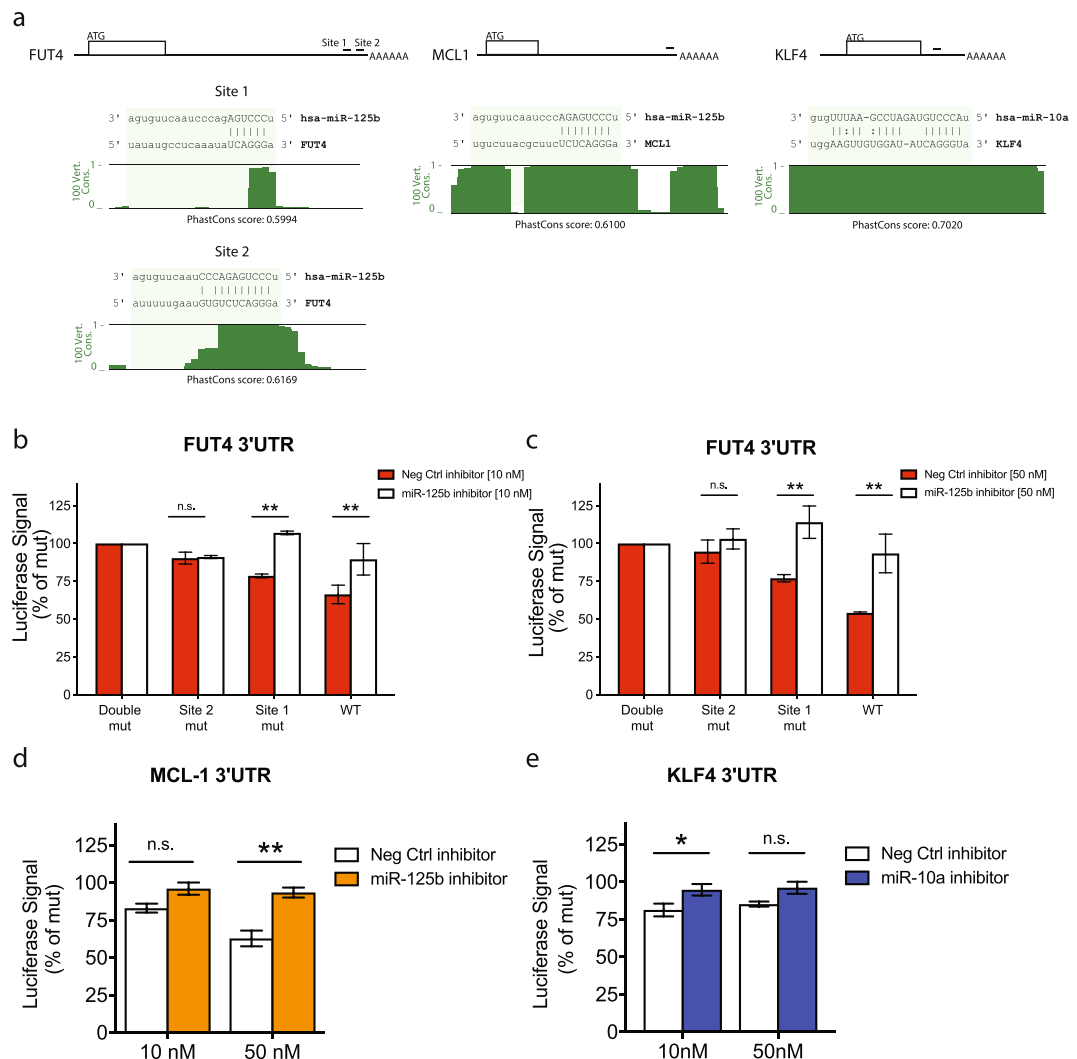 a
ATG
FUT4
Site 1 Site 2
AAAAAA
ATG
MCL1
AAAAAA
ATG
KLF4
AAAAAA
Site 1
3' aguguucaaucccagAGUCCCu 5' hsa-miR-125b
5' uauaugccucaaauaUCAGGGa 3' FUT4
100 Vert. Cons.
1
0
PhastCons score: 0.5994
3' aguguucaaucccAGAGUCCCu 5' hsa-miR-125b
5' ugucuuacgcuucUCUCAGGGa 3' MCL1
100 Vert. Cons.
1
0
PhastCons score: 0.6100
3' gugUUUAA-GCCUAGAUGUCCCAu 5' hsa-miR-10a
5' uggAAGUUGUGGAU-AUCAGGGUa 3' KLF4
100 Vert. Cons.
1
0
PhastCons score: 0.7020
Site 2
3' aguguucaauCCCAGAGUCCCu 5' hsa-miR-125b
5' auuuuugaauGUGUCUCAGGGa 3' FUT4
100 Vert. Cons.
1
0
PhastCons score: 0.6169
b
FUT4 3'UTR
Neg Ctrl inhibitor [10 nM]
miR-125b inhibitor [10 nM]
Luciferase Signal
(% of mut)
125
100
75
50
25
0
n.s.
**
**
Double mut
Site 2 mut
Site 1 mut
WT
c
FUT4 3'UTR
Neg Ctrl inhibitor [50 nM]
miR-125b inhibitor [50 nM]
Luciferase Signal
(% of mut)
125
100
75
50
25
0
n.s.
**
**
Double mut
Site 2 mut
Site 1 mut
WT
d
MCL-1 3'UTR
Neg Ctrl inhibitor
miR-125b inhibitor
Luciferase Signal
(% of mut)
125
100
75
50
25
0
n.s.
**
10 nM
50 nM
e
KLF4 3'UTR
Neg Ctrl inhibitor
miR-10a inhibitor
Luciferase Signal
(% of mut)
125
100
75
50
25
0
*
n.s.
10nM
50nM